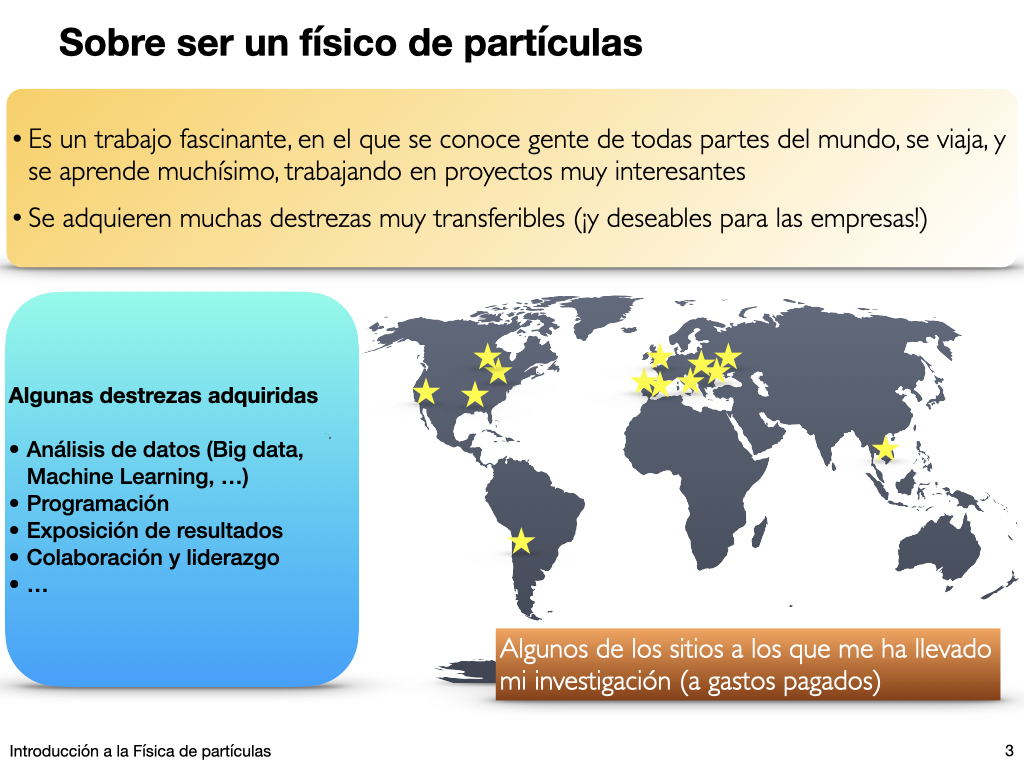 Sobre ser un físico de partículas
• Es un trabajo fascinante, en el que se conoce gente de todas partes del mundo, se viaja, y
se aprende muchísimo, trabajando en proyectos muy interesantes
• Se adquieren muchas destrezas muy transferibles (¡y deseables para las empresas!)
Algunas destrezas adquiridas
• Análisis de datos (Big data,
Machine Learning, …)
• Programación
• Exposición de resultados
• Colaboración y liderazgo
• …
Algunos de los sitios a los que me ha llevado
mi investigación (a gastos pagados)
Introducción a la Física de partículas
3